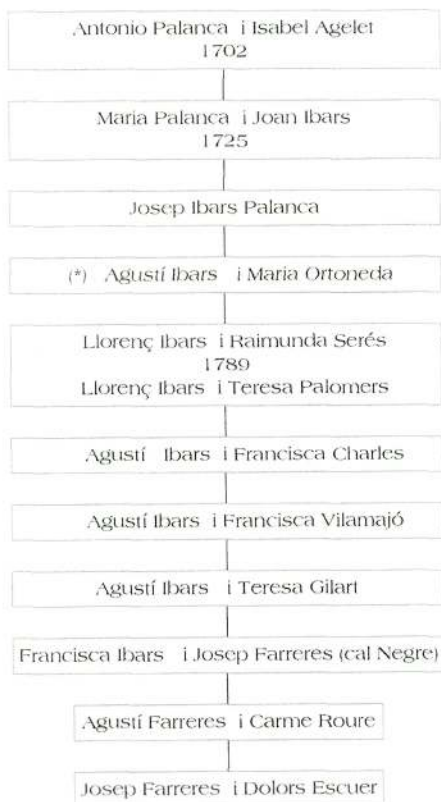 Antonio Palanca i Isabel Agelet
1702
Maria Palanca i Joan Ibars
1725
Josep Ibars Palanca
(*) Agustí Ibars i Maria Ortoneda
Llorenç Ibars i Raimunda Serés
1789
Llorenç Ibars i Teresa Palomers
Agustí Ibars i Francisca Charles
Agustí Ibars i Francisca Vilamajó
Agustí Ibars i Teresa Gilart
Francisca Ibars i Josep Farreres (cal Negre)
Agustí Farreres i Carme Roure
Josep Farreres i Dolors Escuer